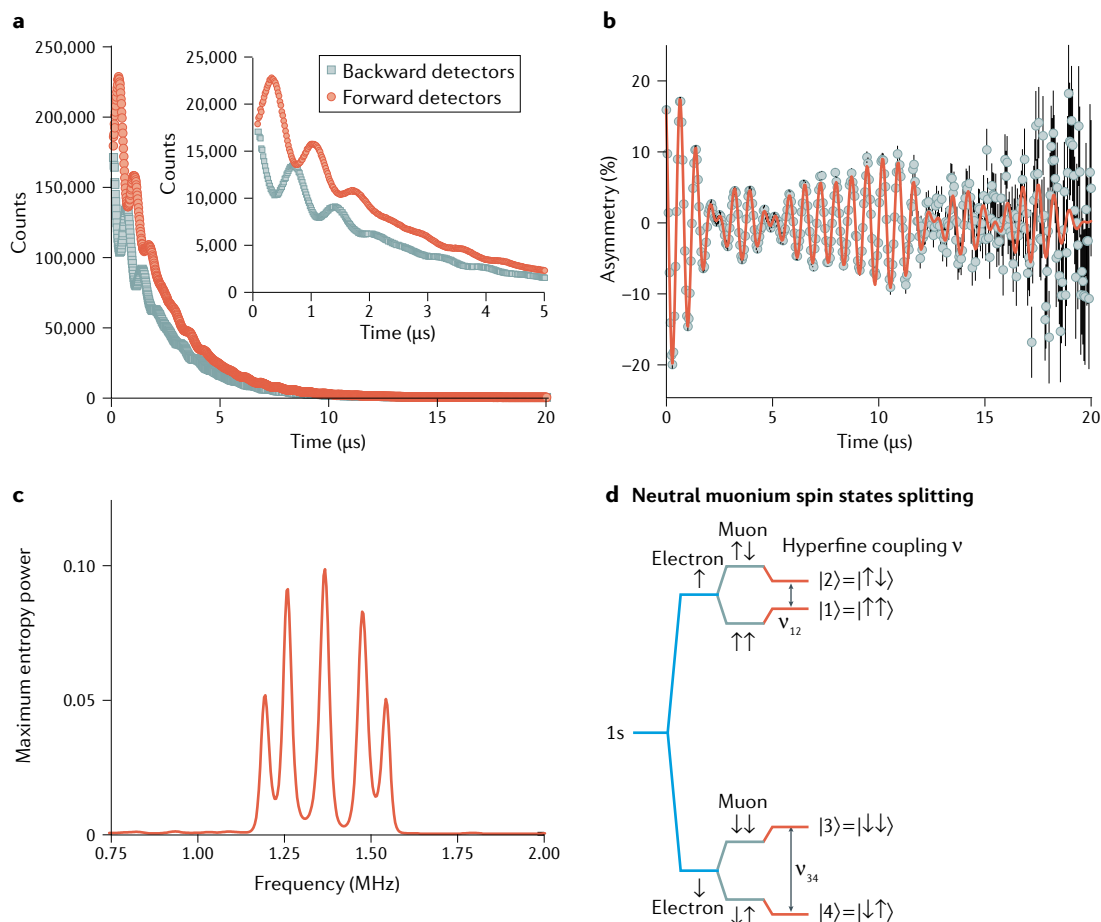 a
250,000
200,000
150,000
100,000
50,000
0
Counts
0 5 10 15 20
Time (μs)
25,000
20,000
15,000
10,000
5,000
0
Counts
0 1 2 3 4 5
Time (μs)
Backward detectors
Forward detectors
b
20
10
0
−10
−20
Asymmetry (%)
0 5 10 15 20
Time (μs)
c
0.10
0.05
0
Maximum entropy power
0.75 1.00 1.25 1.50 1.75 2.00
Frequency (MHz)
d Neutral muonium spin states splitting
Muon
↑↓
Hyperfine coupling ν
Electron
↑
|2⟩=|↑↓⟩
|1⟩=|↑↑⟩
ν12
↑↑
1s
Muon
↓↓
|3⟩=|↓↓⟩
ν34
Electron
↓
↓↑
|4⟩=|↓↑⟩